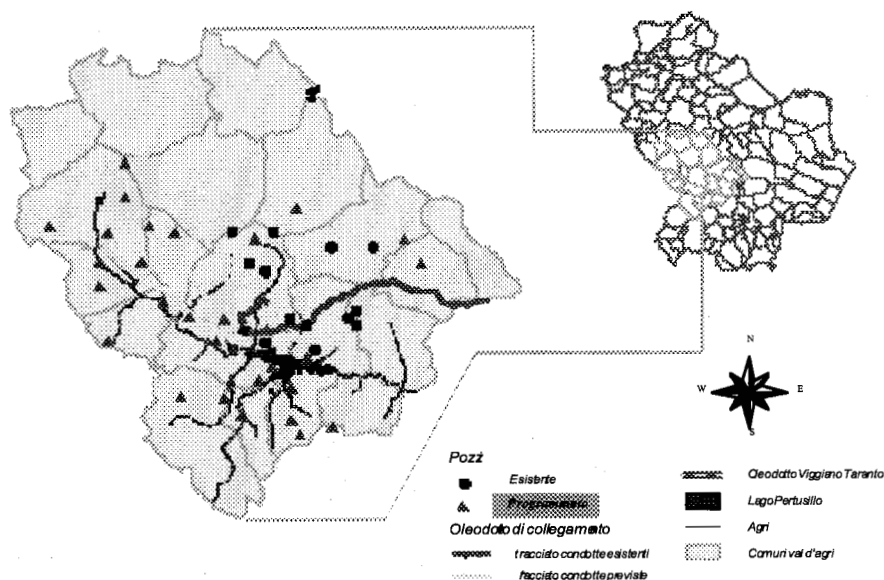 N
W E
S
Pozzi
Esistente
Programmato
Oleodotto di collegamento
tracciato condotte esistenti
tracciato condotte previste
Oleodotto Viggiano Taranto
Lago Pertusillo
Agri
Comuni val d'agri